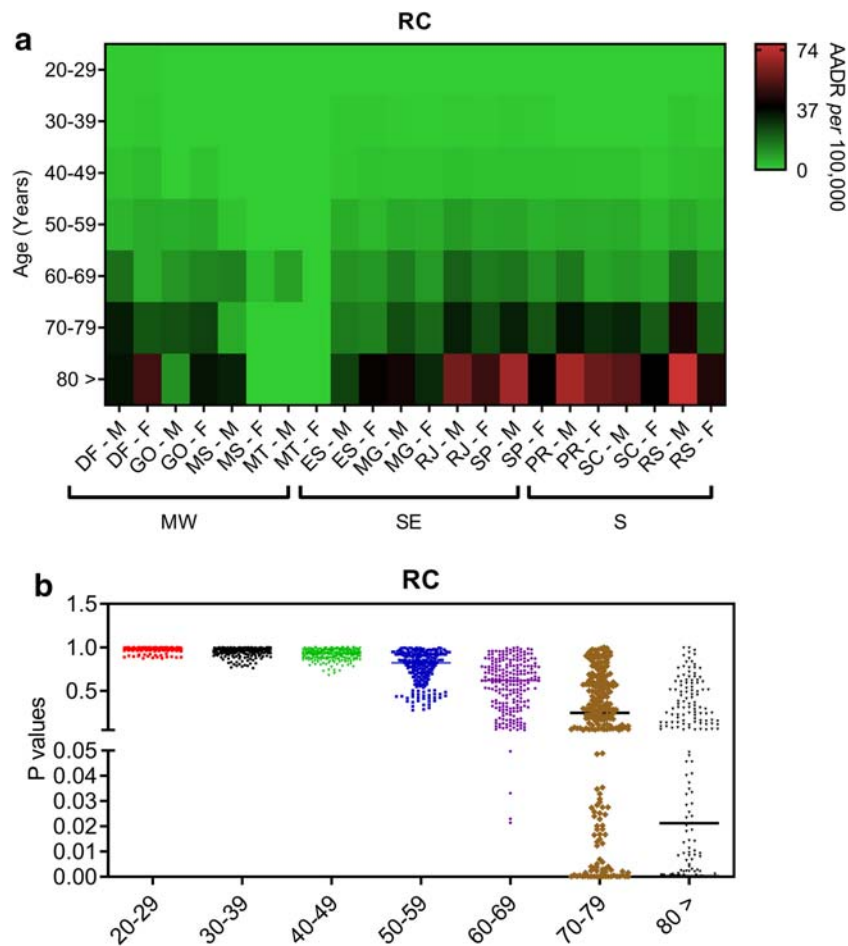 RC
a
20-29
30-39
40-49
50-59
60-69
70-79
80 >
Age (Years)
74
37
0
AADR per 100,000
DF - M
DF - F
GO - M
GO - F
MS - M
MS - F
MT - M
MT - F
ES - M
ES - F
MG - M
MG - F
RJ - M
RJ - F
SP - M
SP - F
PR - M
PR - F
SC - M
SC - F
RS - M
RS - F
MW SE S
b
RC
1.5
1.0
0.5
0.05
0.04
0.03
0.02
0.01
0.00
P values
20-29
30-39
40-49
50-59
60-69
70-79
80 >